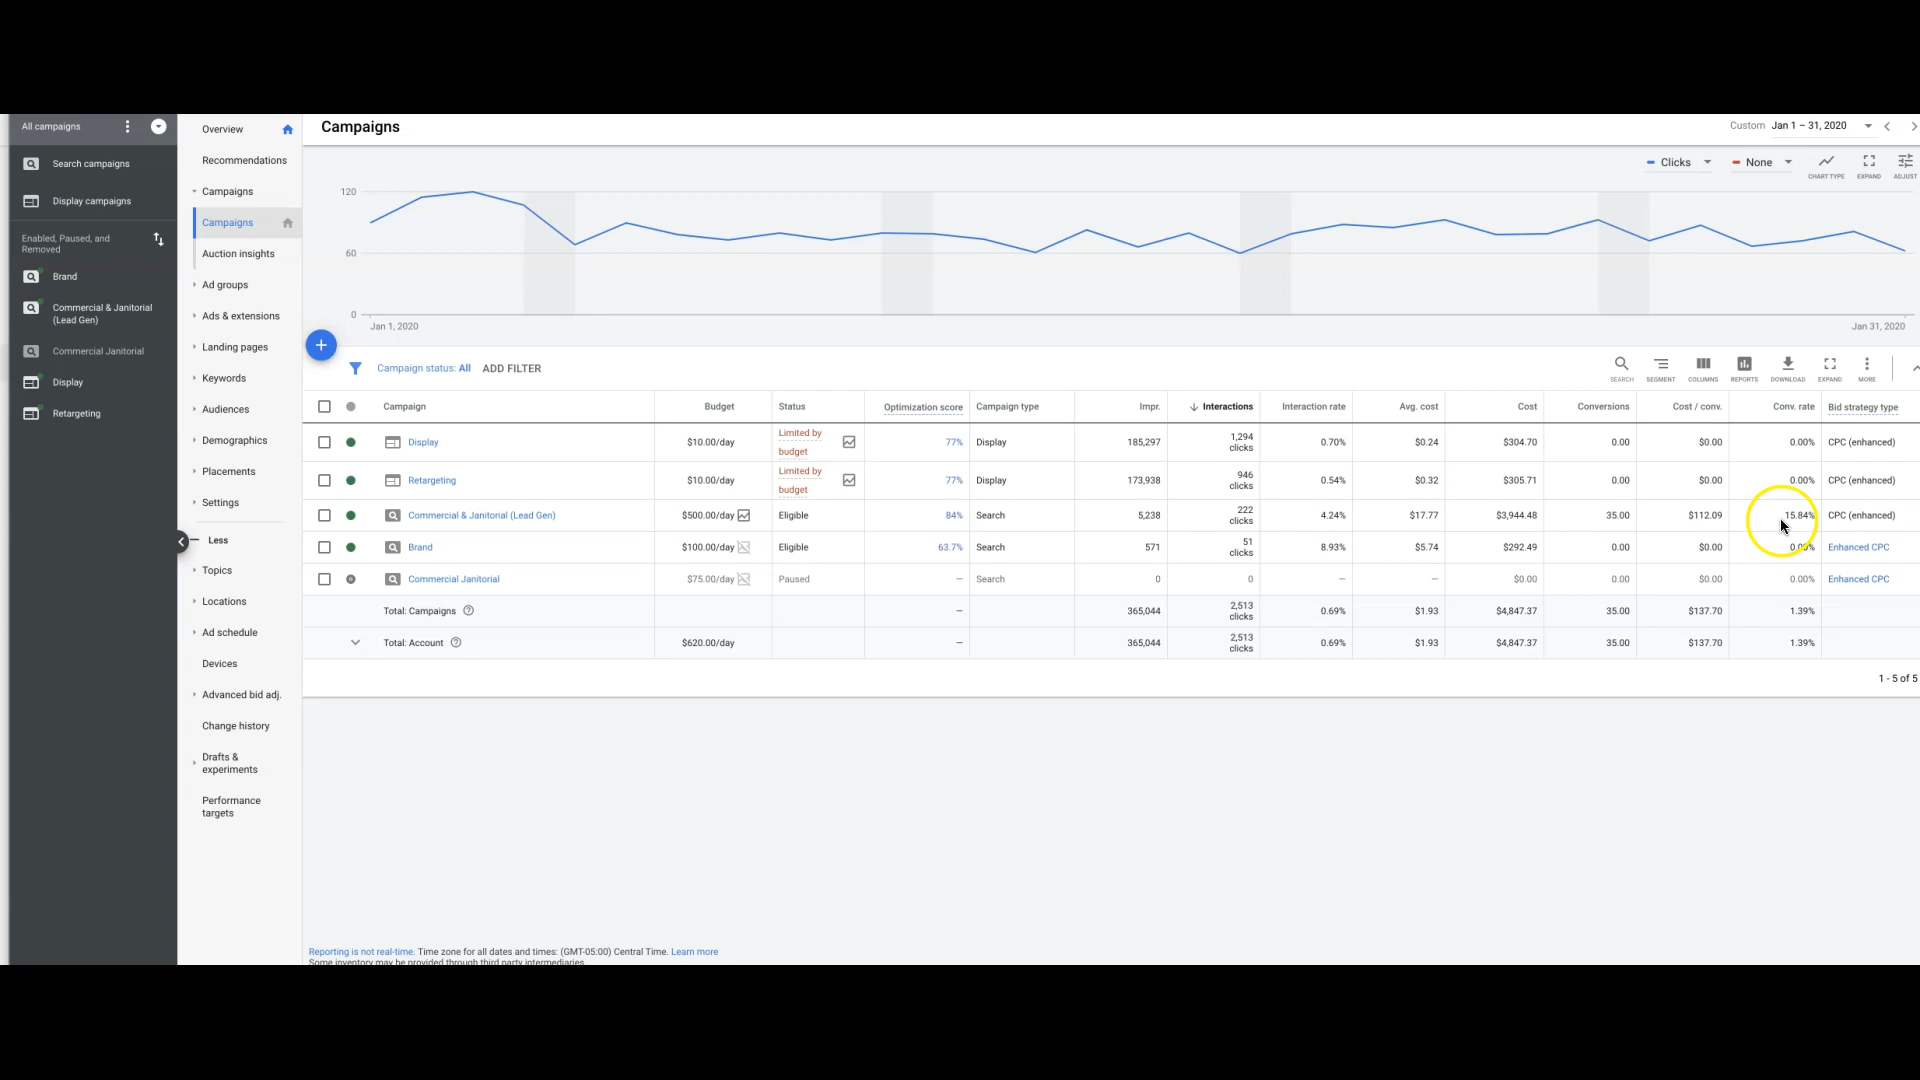 All campaigns
Search campaigns
Display campaigns
Enabled, Paused, and
Removed
Brand
Commercial & Janitorial
(Lead Gen)
Commercial Janitorial
Display
Retargeting
Overview
Recommendations
Campaigns
Campaigns
Auction insights
Ad groups
Ads & extensions
Landing pages
Keywords
Audiences
Demographics
Placements
Settings
Less
Topics
Locations
Ad schedule
Devices
Advanced bid adj.
Change history
Drafts &
experiments
Performance
targets
Campaigns
Custom Jan 1 – 31, 2020
Clicks None
CHART TYPE EXPAND ADJUST
120
60
0
Jan 1, 2020 Jan 31, 2020
Campaign status: All ADD FILTER
SEARCH SEGMENT COLUMNS REPORTS DOWNLOAD EXPAND MORE
Campaign Budget Status Optimization score Campaign type Impr. Interactions Interaction rate Avg. cost Cost Conversions Cost / conv. Conv. rate Bid strategy type
Display $10.00/day Limited by budget 77% Display 185,297 1,294 clicks 0.70% $0.24 $304.70 0.00 $0.00 0.00% CPC (enhanced)
Retargeting $10.00/day Limited by budget 77% Display 173,938 946 clicks 0.54% $0.32 $305.71 0.00 $0.00 0.00% CPC (enhanced)
Commercial & Janitorial (Lead Gen) $500.00/day Eligible 84% Search 5,238 222 clicks 4.24% $17.77 $3,944.48 35.00 $112.09 15.84% CPC (enhanced)
Brand $100.00/day Eligible 63.7% Search 571 51 clicks 8.93% $5.74 $292.49 0.00 $0.00 0.00% Enhanced CPC
Commercial Janitorial $75.00/day Paused – Search 0 0 – – $0.00 0.00 $0.00 0.00% Enhanced CPC
Total: Campaigns – 365,044 2,513 clicks 0.69% $1.93 $4,847.37 35.00 $137.70 1.39%
Total: Account $620.00/day – 365,044 2,513 clicks 0.69% $1.93 $4,847.37 35.00 $137.70 1.39%
1 - 5 of 5
Reporting is not real-time. Time zone for all dates and times: (GMT-05:00) Central Time. Learn more
Some inventory may be provided through third party intermediaries.